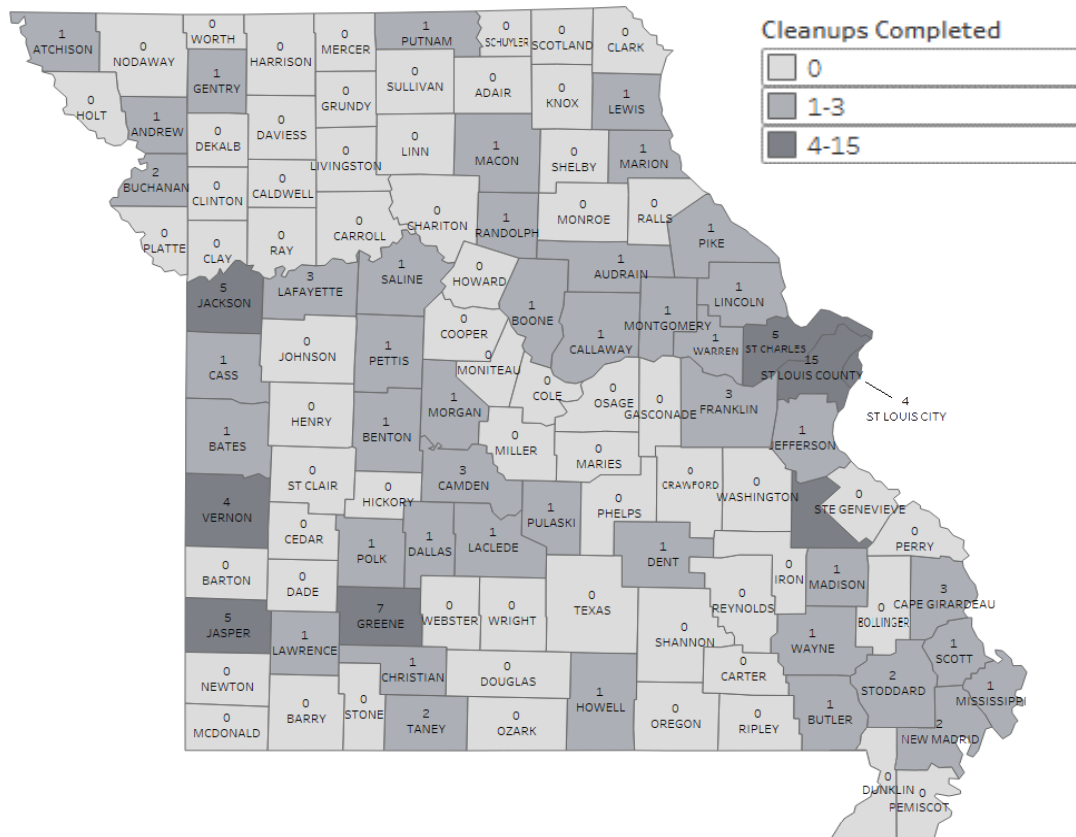 Cleanups Completed
0
1-3
4-15
1
ATCHISON
0
NODAWAY
0
WORTH
0
HARRISON
0
MERCER
1
PUTNAM
0
SCHUYLER
0
SCOTLAND
0
CLARK
0
HOLT
1
GENTRY
0
GRUNDY
0
SULLIVAN
0
ADAIR
0
KNOX
1
LEWIS
1
ANDREW
0
DEKALB
0
DAVIESS
0
LIVINGSTON
0
LINN
1
MACON
0
SHELBY
1
MARION
2
BUCHANAN
0
CLINTON
0
CALDWELL
0
CARROLL
0
CHARITON
1
RANDOLPH
0
MONROE
0
RALLS
1
PIKE
0
PLATTE
0
CLAY
0
RAY
5
JACKSON
3
LAFAYETTE
1
SALINE
0
HOWARD
1
BOONE
1
AUDRAIN
1
CALLAWAY
1
MONTGOMERY
1
LINCOLN
1
WARREN
5
ST CHARLES
15
ST LOUIS COUNTY
4
ST LOUIS CITY
1
CASS
0
JOHNSON
1
PETTIS
0
COOPER
0
MONITEAU
0
COLE
0
OSAGE
0
GASCONADE
3
FRANKLIN
1
JEFFERSON
1
BATES
0
HENRY
1
BENTON
1
MORGAN
0
MILLER
0
MARIES
0
CRAWFORD
0
WASHINGTON
0
STE GENEVIEVE
0
PERRY
4
VERNON
0
ST CLAIR
0
HICKORY
3
CAMDEN
1
PULASKI
0
PHELPS
1
DENT
0
IRON
1
MADISON
0
BOLLINGER
3
CAPE GIRARDEAU
0
BARTON
0
CEDAR
1
POLK
1
DALLAS
1
LACLEDE
0
TEXAS
0
REYNOLDS
1
WAYNE
1
SCOTT
0
DADE
5
JASPER
1
LAWRENCE
7
GREENE
0
WEBSTER
0
WRIGHT
0
SHANNON
0
CARTER
2
STODDARD
1
MISSISSIPPI
0
NEWTON
0
MCDONALD
0
BARRY
0
STONE
1
CHRISTIAN
2
TANEY
0
DOUGLAS
0
OZARK
1
HOWELL
0
OREGON
0
RIPLEY
1
BUTLER
2
NEW MADRID
0
DUNKLIN
0
PEMISCOT